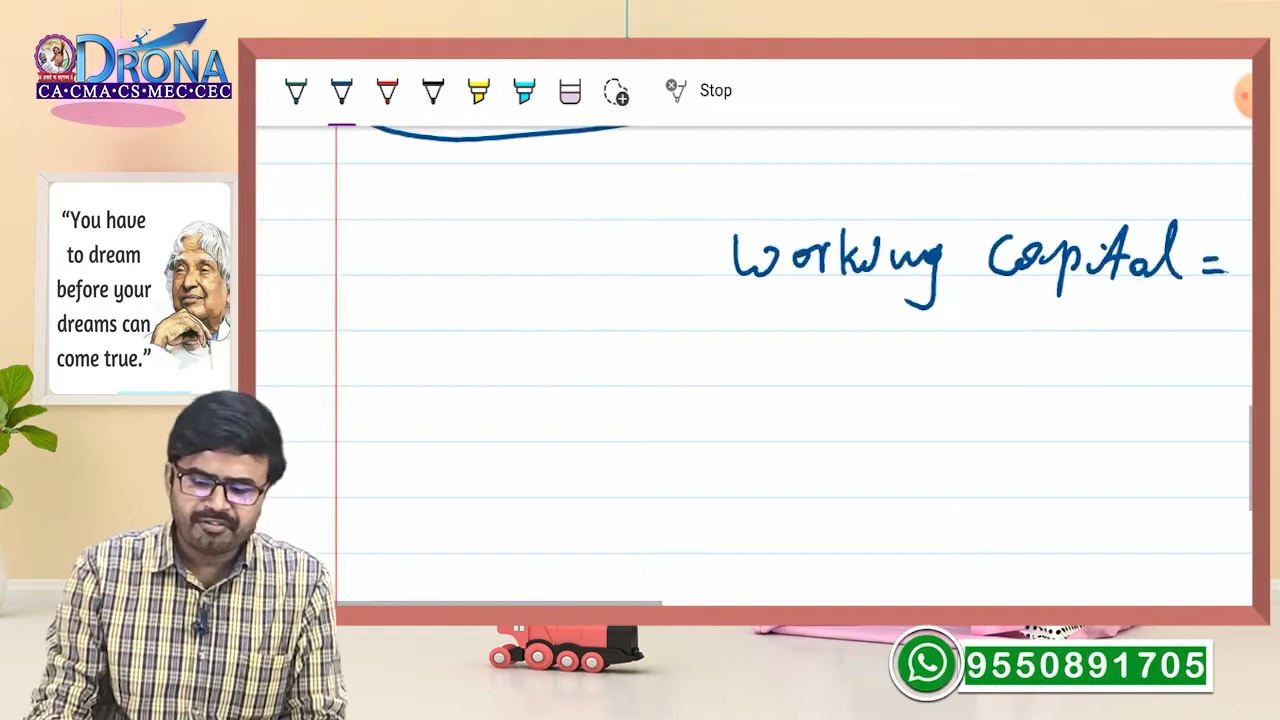 DRONA
CA•CMA•CS•MEC•CEC
Stop
“You have
to dream
before your
dreams can
come true.”
Working Capital =
9550891705